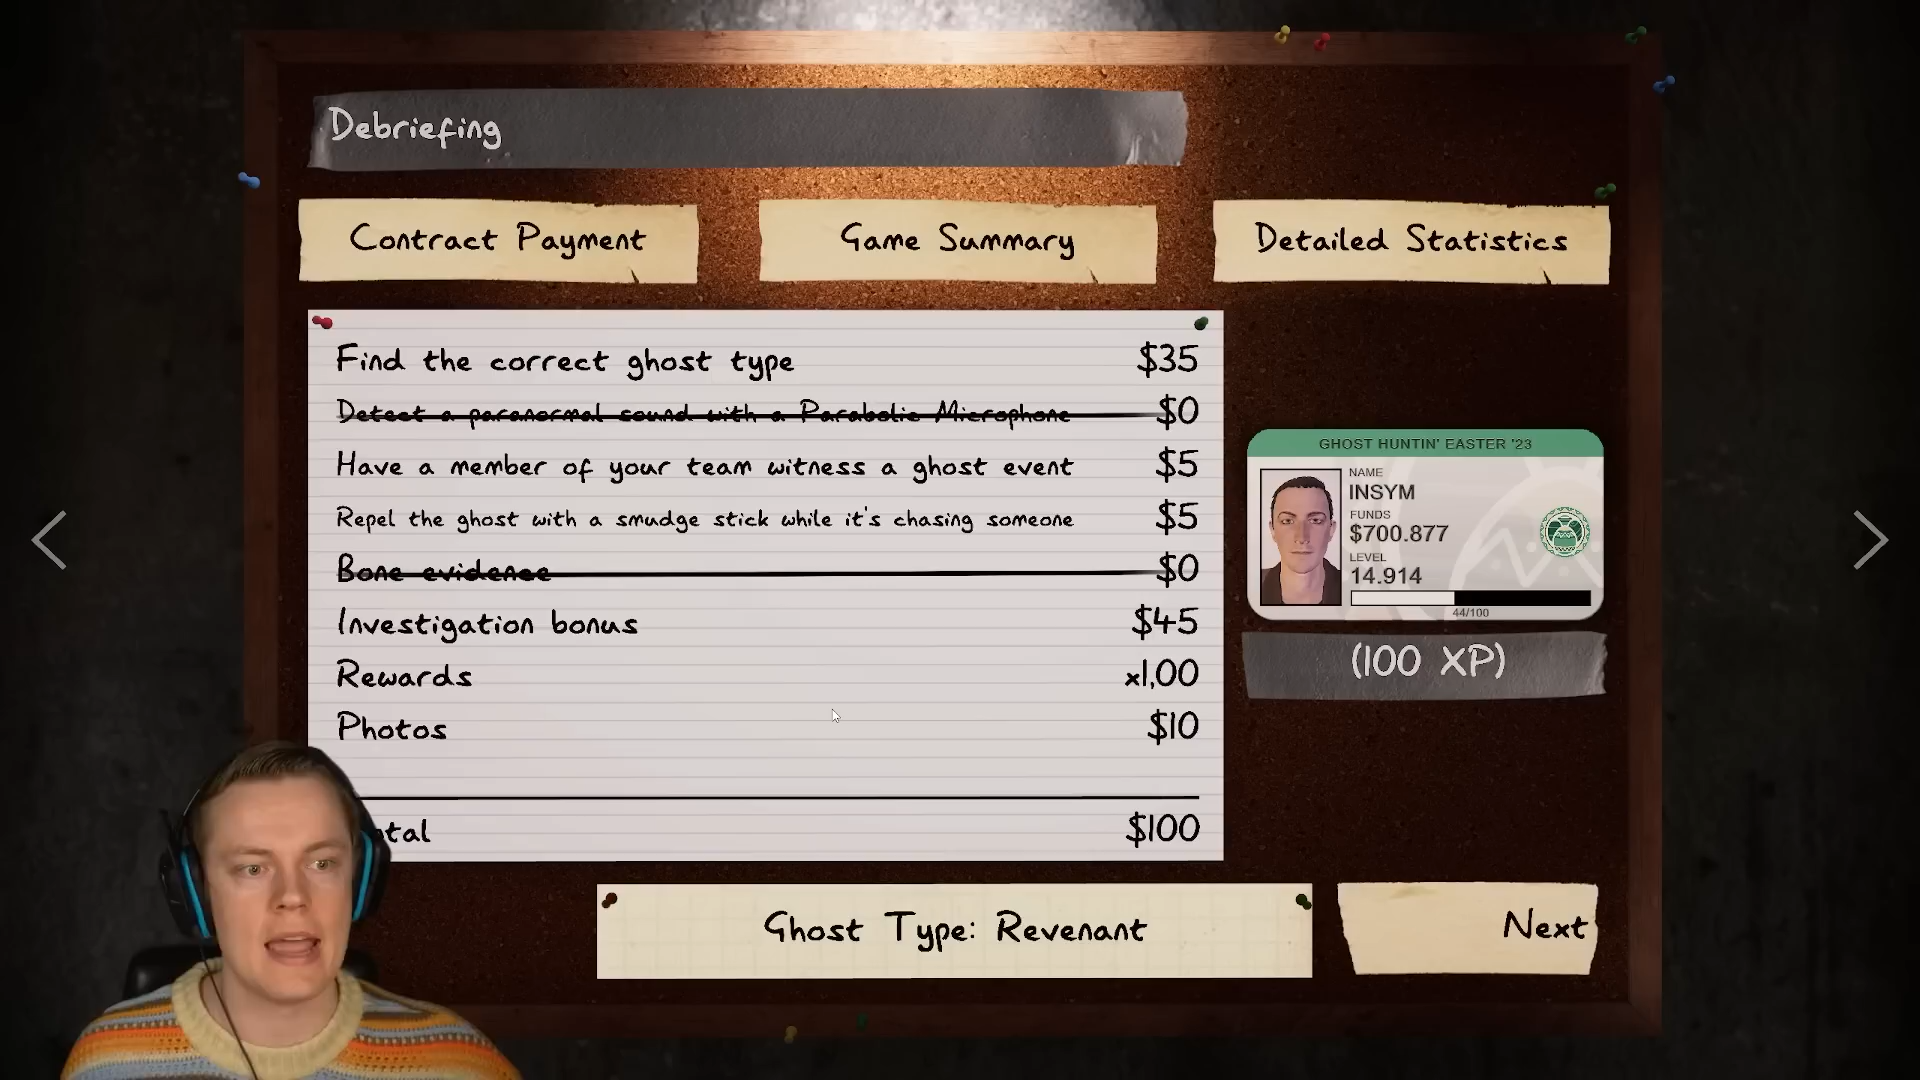 Debriefing
Contract Payment
Game Summary
Detailed Statistics
Find the correct ghost type $35
Detect a paranormal sound with a Parabolic Microphone $0
Have a member of your team witness a ghost event $5
Repel the ghost with a smudge stick while it's chasing someone $5
Bone evidence $0
Investigation bonus $45
Rewards x1,00
Photos $10
tal $100
GHOST HUNTIN' EASTER '23
NAME
INSYM
FUNDS
$700.877
LEVEL
14.914
44/100
(100 XP)
Ghost Type: Revenant
Next